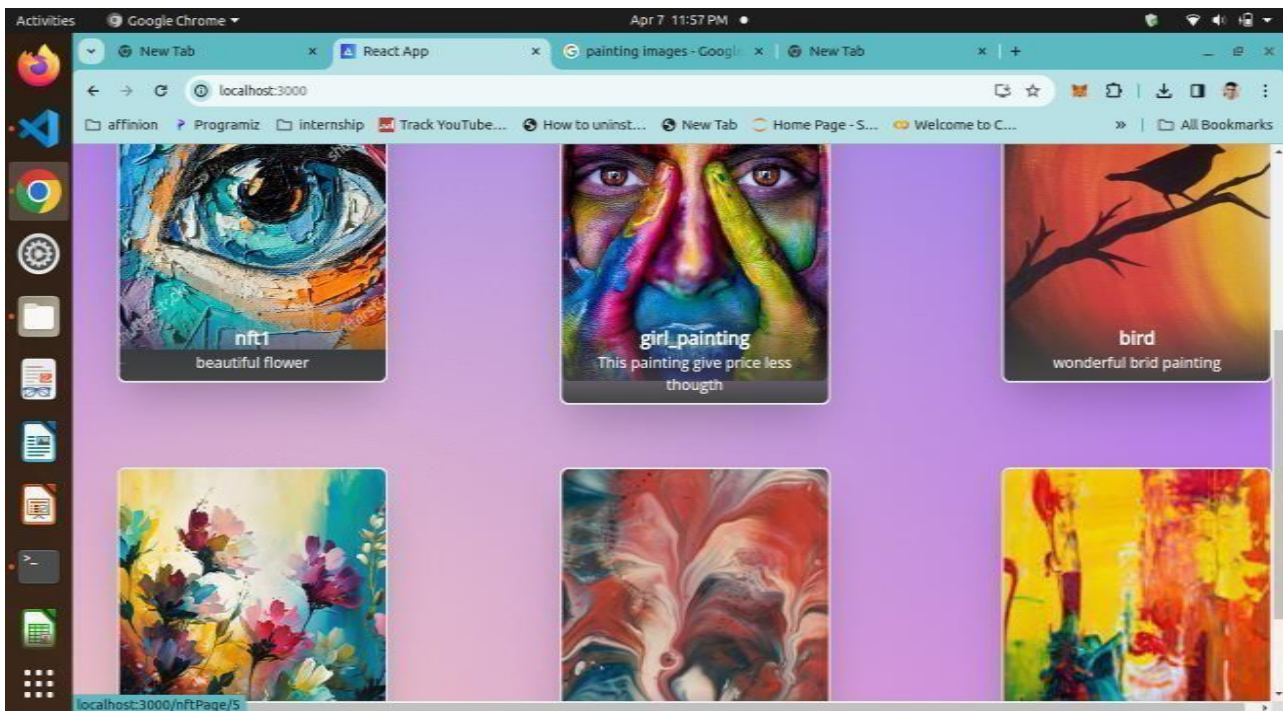 Activities
Google Chrome
Apr 7 11:57 PM
New Tab
React App
painting images - Googl
New Tab
localhost:3000
affinion
Programiz
internship
Track YouTube...
How to uninst...
New Tab
Home Page - S...
Welcome to C...
»
All Bookmarks
nft1
beautiful flower
girl_painting
This painting give price less
thougth
bird
wonderful brid painting
localhost:3000/nftPage/5